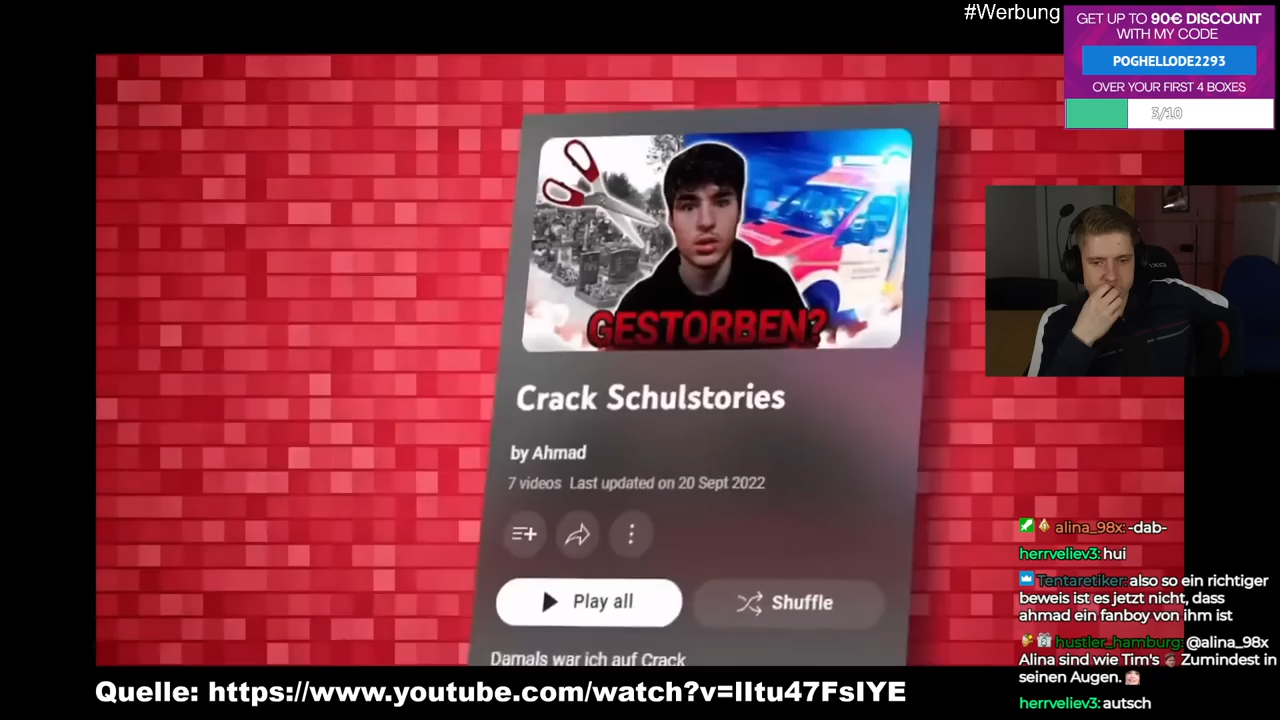 #Werbung
GET UP TO 90€ DISCOUNT
WITH MY CODE
POGHELLODE2293
OVER YOUR FIRST 4 BOXES
3/10
GESTORBEN?
Crack Schulstories
by Ahmad
7 videos Last updated on 20 Sept 2022
Play all
Shuffle
Damals war ich auf Crack
alina_98x: -dab-
herrveliev3: hui
Tentaretiker: also so ein richtiger
beweis ist es jetzt nicht, dass
ahmad ein fanboy von ihm ist
hustler_hamburg: @alina_98x
Alina sind wie Tim's Zumindest in
seinen Augen.
herrveliev3: autsch
Quelle: https://www.youtube.com/watch?v=lItu47FsIYE